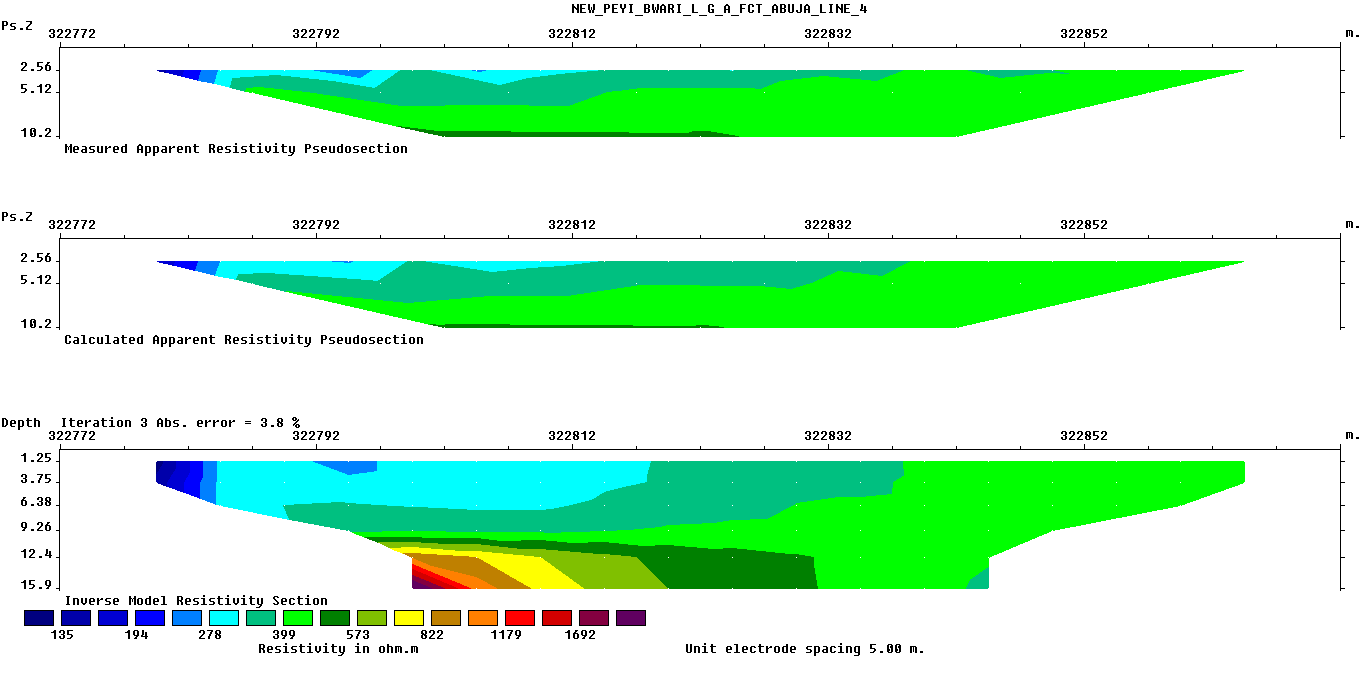 NEW_PEYI_BWARI_L_G_A_FCT_ABUJA_LINE_4
Ps.Z
322772 322792 322812 322832 322852 m.
2.56
5.12
10.2
Measured Apparent Resistivity Pseudosection
Ps.Z
322772 322792 322812 322832 322852 m.
2.56
5.12
10.2
Calculated Apparent Resistivity Pseudosection
Depth Iteration 3 Abs. error = 3.8 %
322772 322792 322812 322832 322852 m.
1.25
3.75
6.38
9.26
12.4
15.9
Inverse Model Resistivity Section
135 194 278 399 573 822 1179 1692
Resistivity in ohm.m Unit electrode spacing 5.00 m.